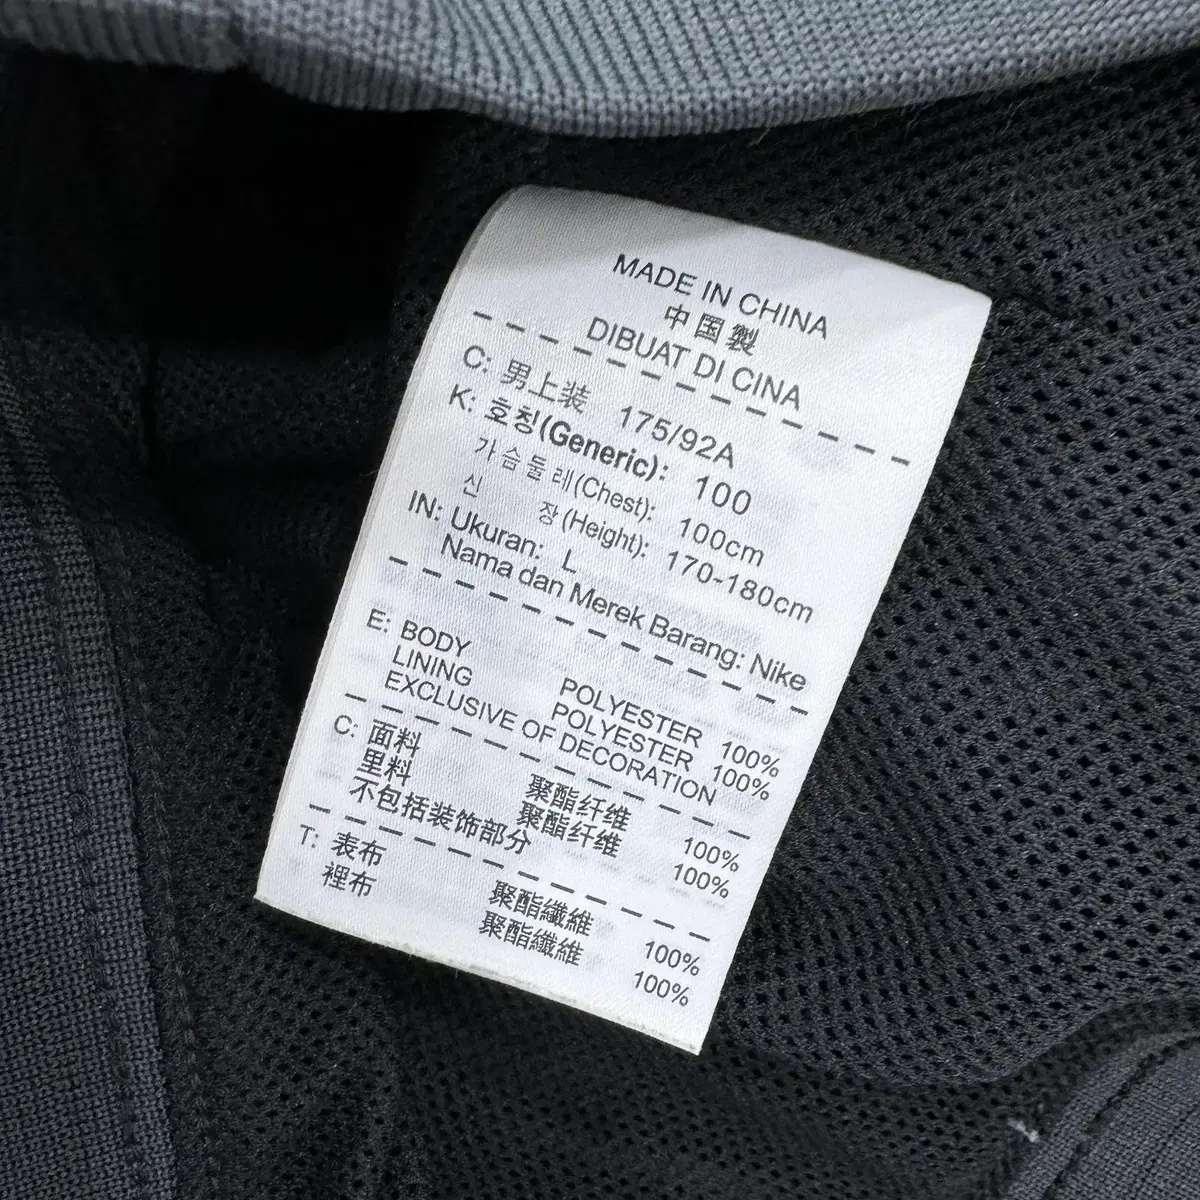 MADE IN CHINA
中国製
DIBUAT DI CINA
C: 男上装 175/92A
K: 호칭(Generic): 100
가슴둘레(Chest): 100cm
신 장(Height): 170-180cm
IN: Ukuran: L
Nama dan Merek Barang: Nike
E: BODY POLYESTER 100%
LINING POLYESTER 100%
EXCLUSIVE OF DECORATION
C: 面料 聚酯纤维 100%
里料 聚酯纤维 100%
不包括装饰部分
T: 表布 聚酯纖維 100%
裡布 聚酯纖維 100%